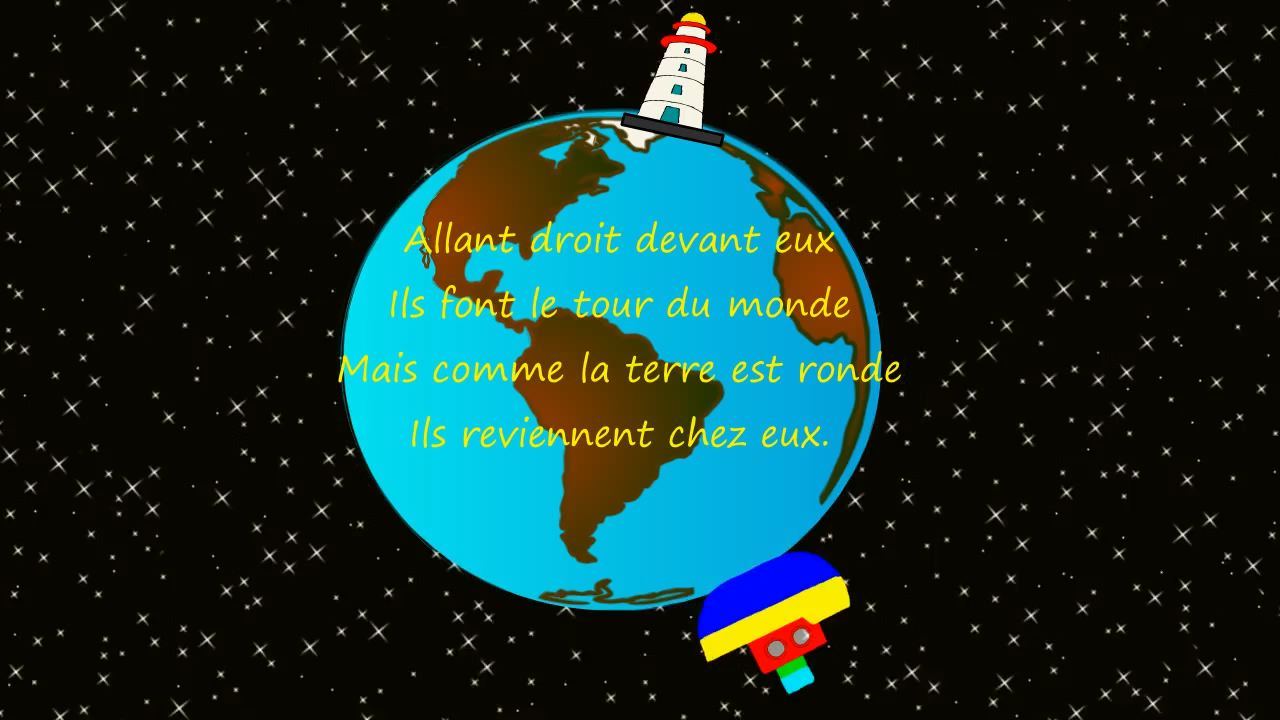 Allant droit devant eux
Ils font le tour du monde
Mais comme la terre est ronde
Ils reviennent chez eux.